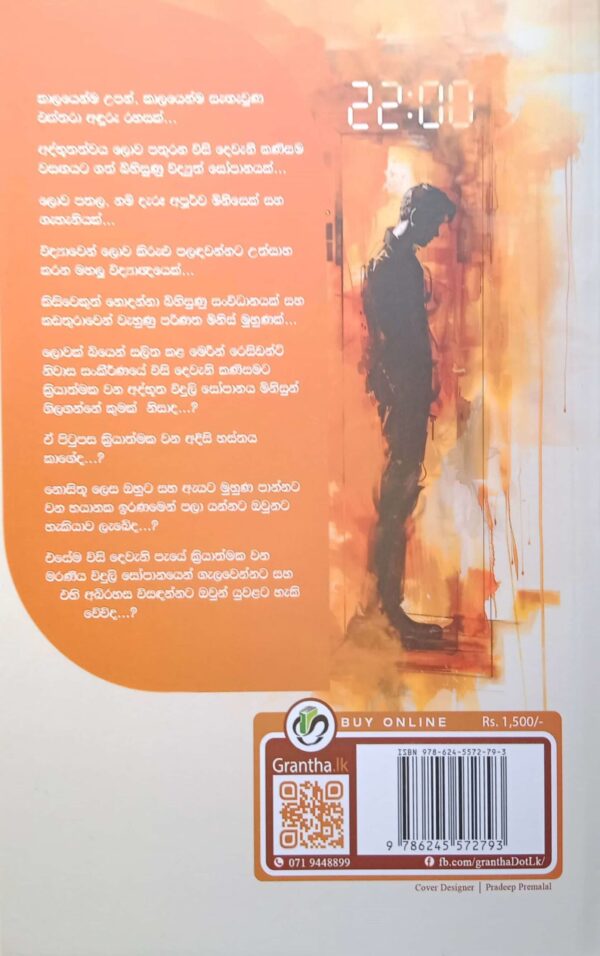 කාලයෙන්ම උපන්, කාලයෙන්ම සැඟවුණ
එක්තරා අඳුරු රහසක්...
අද්භූතත්වය ලොව පතුරන විසි දෙවැනි කණිසම
වසඟයට ගත් බිහිසුණු විද්‍යුත් සෝපානයක්...
ලොව පතල, නම් දැරූ අපූර්ව මිනිසෙක් සහ
ගැහැනියක්...
විද්‍යාවෙන් ලොව කිරුළු පලඳවන්නට උත්සාහ
කරන මහලු විද්‍යාඥයෙක්...
කිසිවෙකුත් නොදන්නා බිහිසුණු සංවිධානයක් සහ
කඩතුරාවෙන් වැසුණු පරිණත මිනිස් මුහුණක්...
ලොවක් බියෙන් සලිත කළ මෙරීන් රෙසිඩන්ට්
නිවාස සංකීර්ණයේ විසි දෙවැනි කණිසමට
ක්‍රියාත්මක වන අද්භූත විදුලි සෝපානය මිනිසුන්
ගිලගන්නේ කුමක් නිසාද...?
ඒ පිටුපස ක්‍රියාත්මක වන අදිසි හස්තය
කාගේද...?
නොසිතූ ලෙස ඔහුට සහ ඇයට මුහුණ පාන්නට
වන භයානක ඉරණමෙන් පලා යන්නට ඔවුනට
හැකියාව ලැබේද...?
එසේම විසි දෙවැනි පැයේ ක්‍රියාත්මක වන
මරණීය විදුලි සෝපානයෙන් ගැලවෙන්නට සහ
එහි අබිරහස විසඳන්නට ඔවුන් යුවළට හැකි
වේවිද...?
22:00
BUY ONLINE Rs. 1,500/-
Grantha.lk
071 9448899
ISBN 978-624-5572-79-3
9 786245 572793
fb.com/granthaDotLk/
Cover Designer | Pradeep Premalal